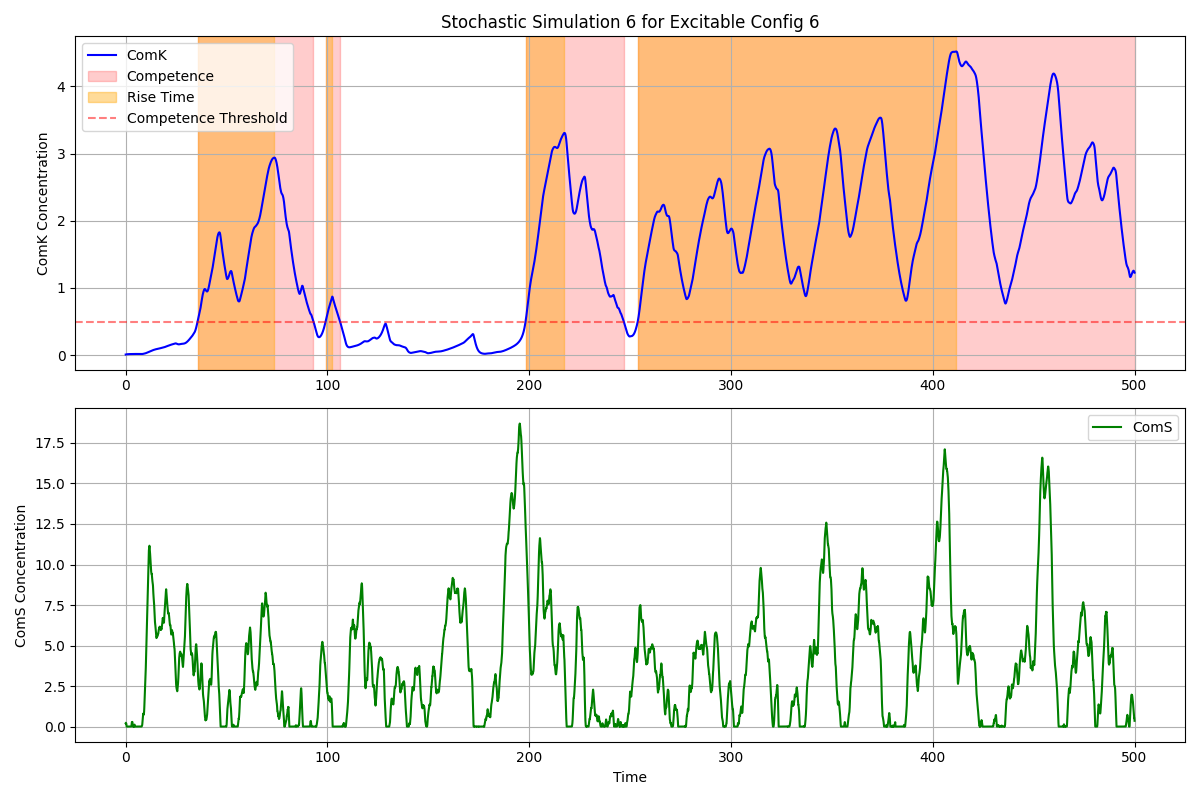 Stochastic Simulation 6 for Excitable Config 6
ComK
Competence
Rise Time
Competence Threshold
ComK Concentration
4
3
2
1
0
0 100 200 300 400 500
ComS
ComS Concentration
17.5
15.0
12.5
10.0
7.5
5.0
2.5
0.0
0 100 200 300 400 500
Time